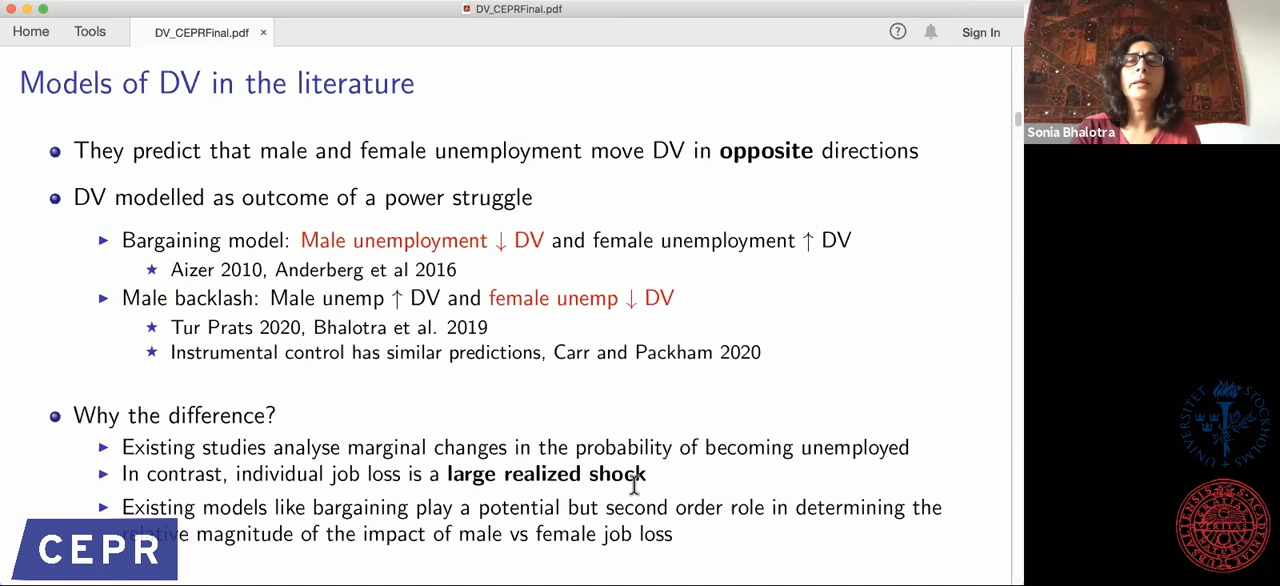 DV_CEPRFinal.pdf
Home
Tools
DV_CEPRFinal.pdf ×
?
Sign In
Models of DV in the literature
They predict that male and female unemployment move DV in opposite directions
DV modelled as outcome of a power struggle
Bargaining model: Male unemployment ↓ DV and female unemployment ↑ DV
Aizer 2010, Anderberg et al 2016
Male backlash: Male unemp ↑ DV and female unemp ↓ DV
Tur Prats 2020, Bhalotra et al. 2019
Instrumental control has similar predictions, Carr and Packham 2020
Why the difference?
Existing studies analyse marginal changes in the probability of becoming unemployed
In contrast, individual job loss is a large realized shock
Existing models like bargaining play a potential but second order role in determining the
relative magnitude of the impact of male vs female job loss
CEPR
Sonia Bhalotra